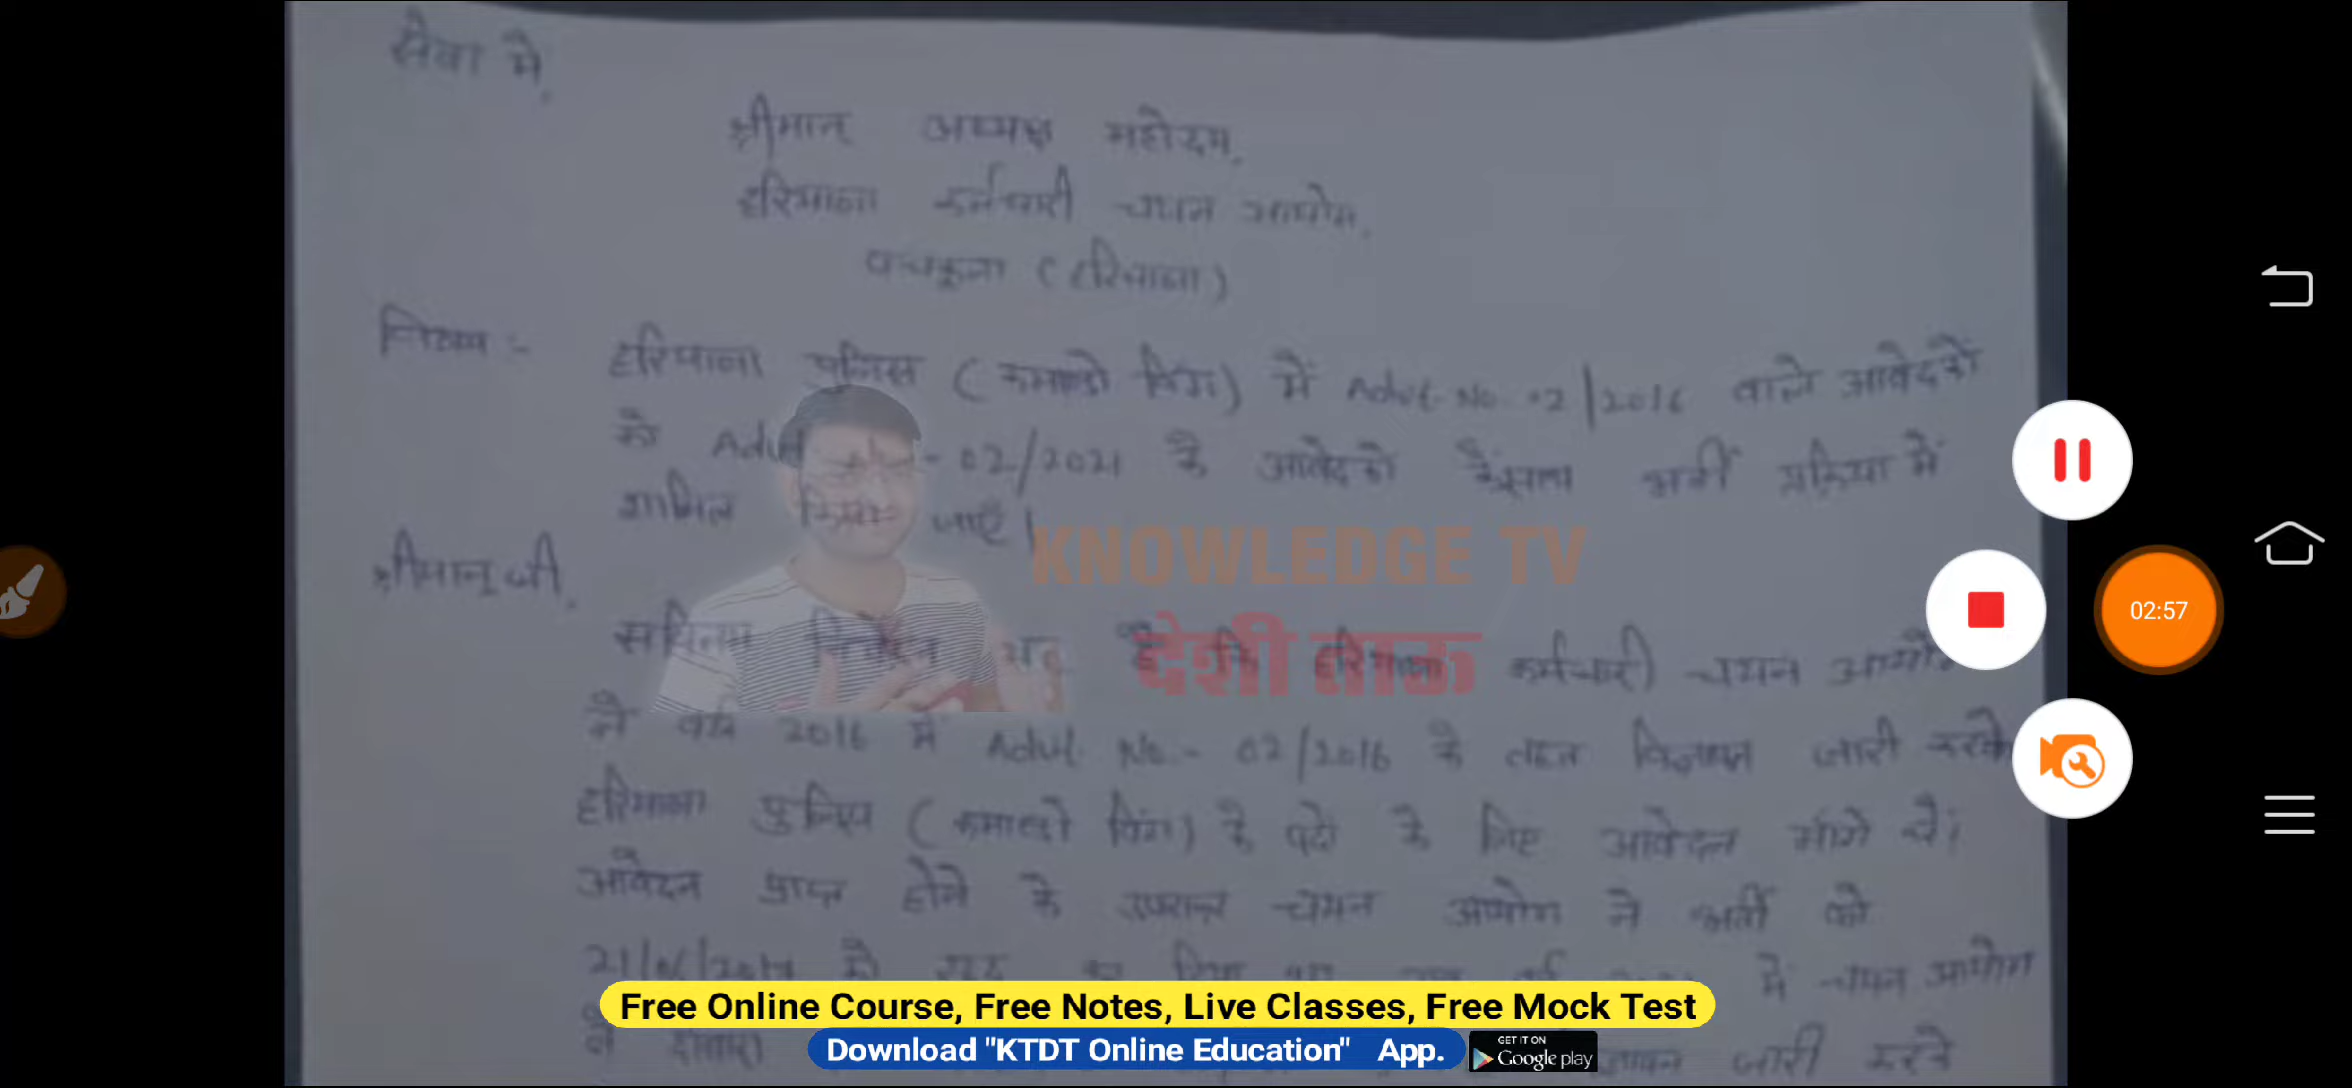 सेवा में,
श्रीमान अध्यक्ष महोदय,
हरियाणा कर्मचारी चयन आयोग,
पंचकुला (हरियाणा)
विषय :- हरियाणा पुलिस (कमाण्डो विंग) में Advt. No. 02/2016 वाले आवेदकों
को Advt - 02/2021 के आवेदकों भर्ती प्रक्रिया में
शामिल किया जाएँ।
KNOWLEDGE TV
श्रीमान् जी,
देशी ताऊ
सविनय निवेदन यह है कि हरियाणा कर्मचारी चयन आयोग
02:57
ने वर्ष 2016 में Advt. No.- 02/2016 के तहत विज्ञापन जारी करके
हरियाणा पुलिस (कमाण्डो विंग) के पदों के लिए आवेदन मांगे थे।
आवेदन प्राप्त होने के उपरान्त चयन आयोग ने भर्ती को
में चयन आयोग
Free Online Course, Free Notes, Live Classes, Free Mock Test
ने दोबारा जारी करके
Download "KTDT Online Education" App.
GET IT ON
Google play